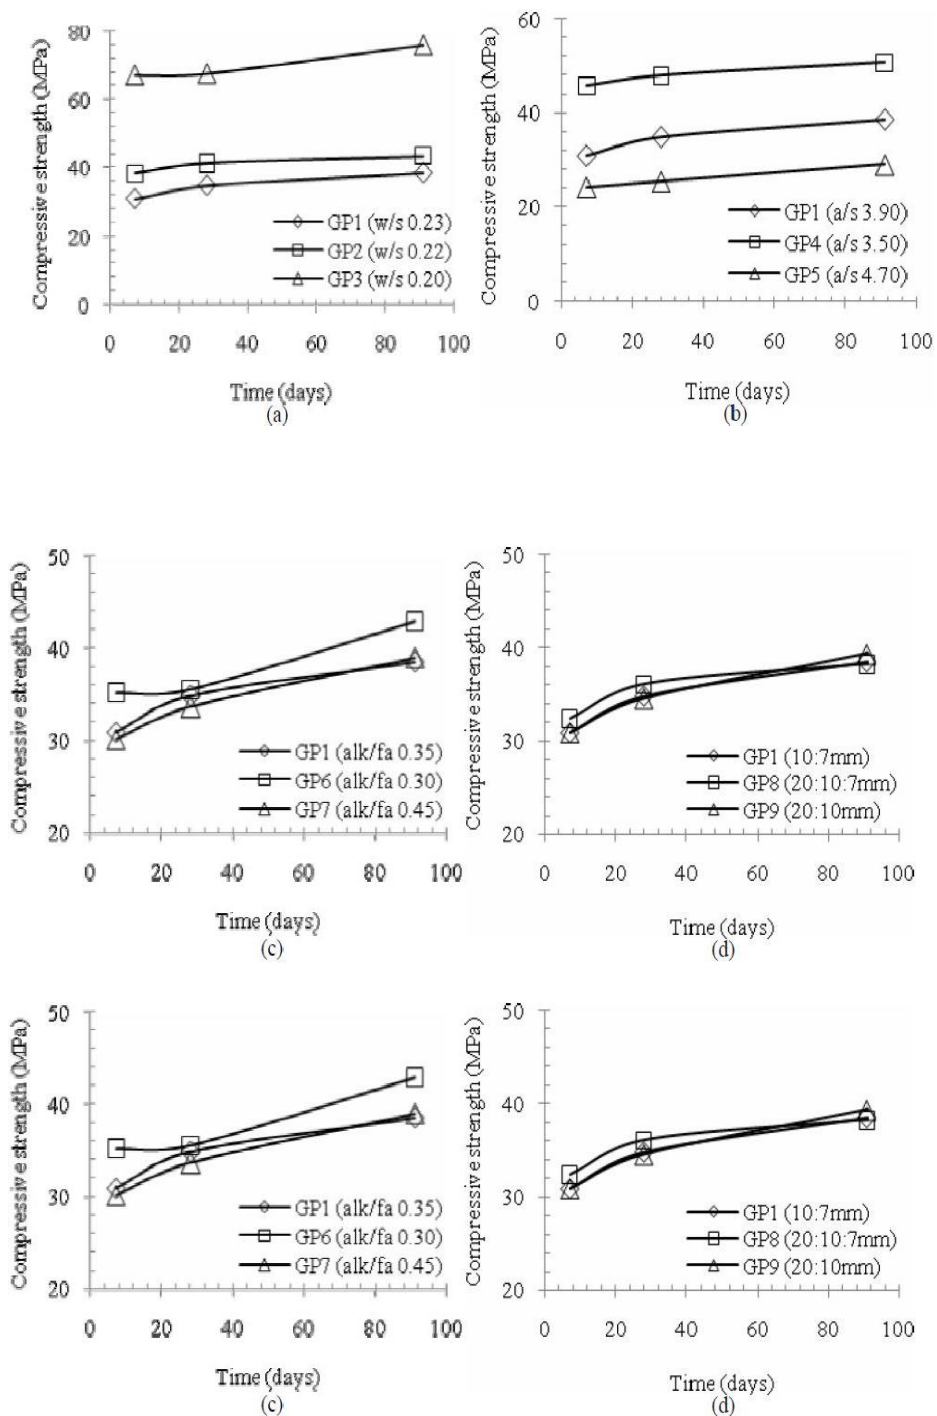 Compressive strength (MPa)
80
60
40
20
0
GP1 (w/s 0.23)
GP2 (w/s 0.22)
GP3 (w/s 0.20)
0 20 40 60 80 100
Time (days)
(a)
Compressive strength (MPa)
60
40
20
0
GP1 (a/s 3.90)
GP4 (a/s 3.50)
GP5 (a/s 4.70)
0 20 40 60 80 100
Time (days)
(b)
Compressive strength (MPa)
50
40
30
20
GP1 (alk/fa 0.35)
GP6 (alk/fa 0.30)
GP7 (alk/fa 0.45)
0 20 40 60 80 100
Time (days)
(c)
Compressive strength (MPa)
50
40
30
20
GP1 (10:7mm)
GP8 (20:10:7mm)
GP9 (20:10mm)
0 20 40 60 80 100
Time (days)
(d)
Compressive strength (MPa)
50
40
30
20
GP1 (alk/fa 0.35)
GP6 (alk/fa 0.30)
GP7 (alk/fa 0.45)
0 20 40 60 80 100
Time (days)
(c)
Compressive strength (MPa)
50
40
30
20
GP1 (10:7mm)
GP8 (20:10:7mm)
GP9 (20:10mm)
0 20 40 60 80 100
Time (days)
(d)